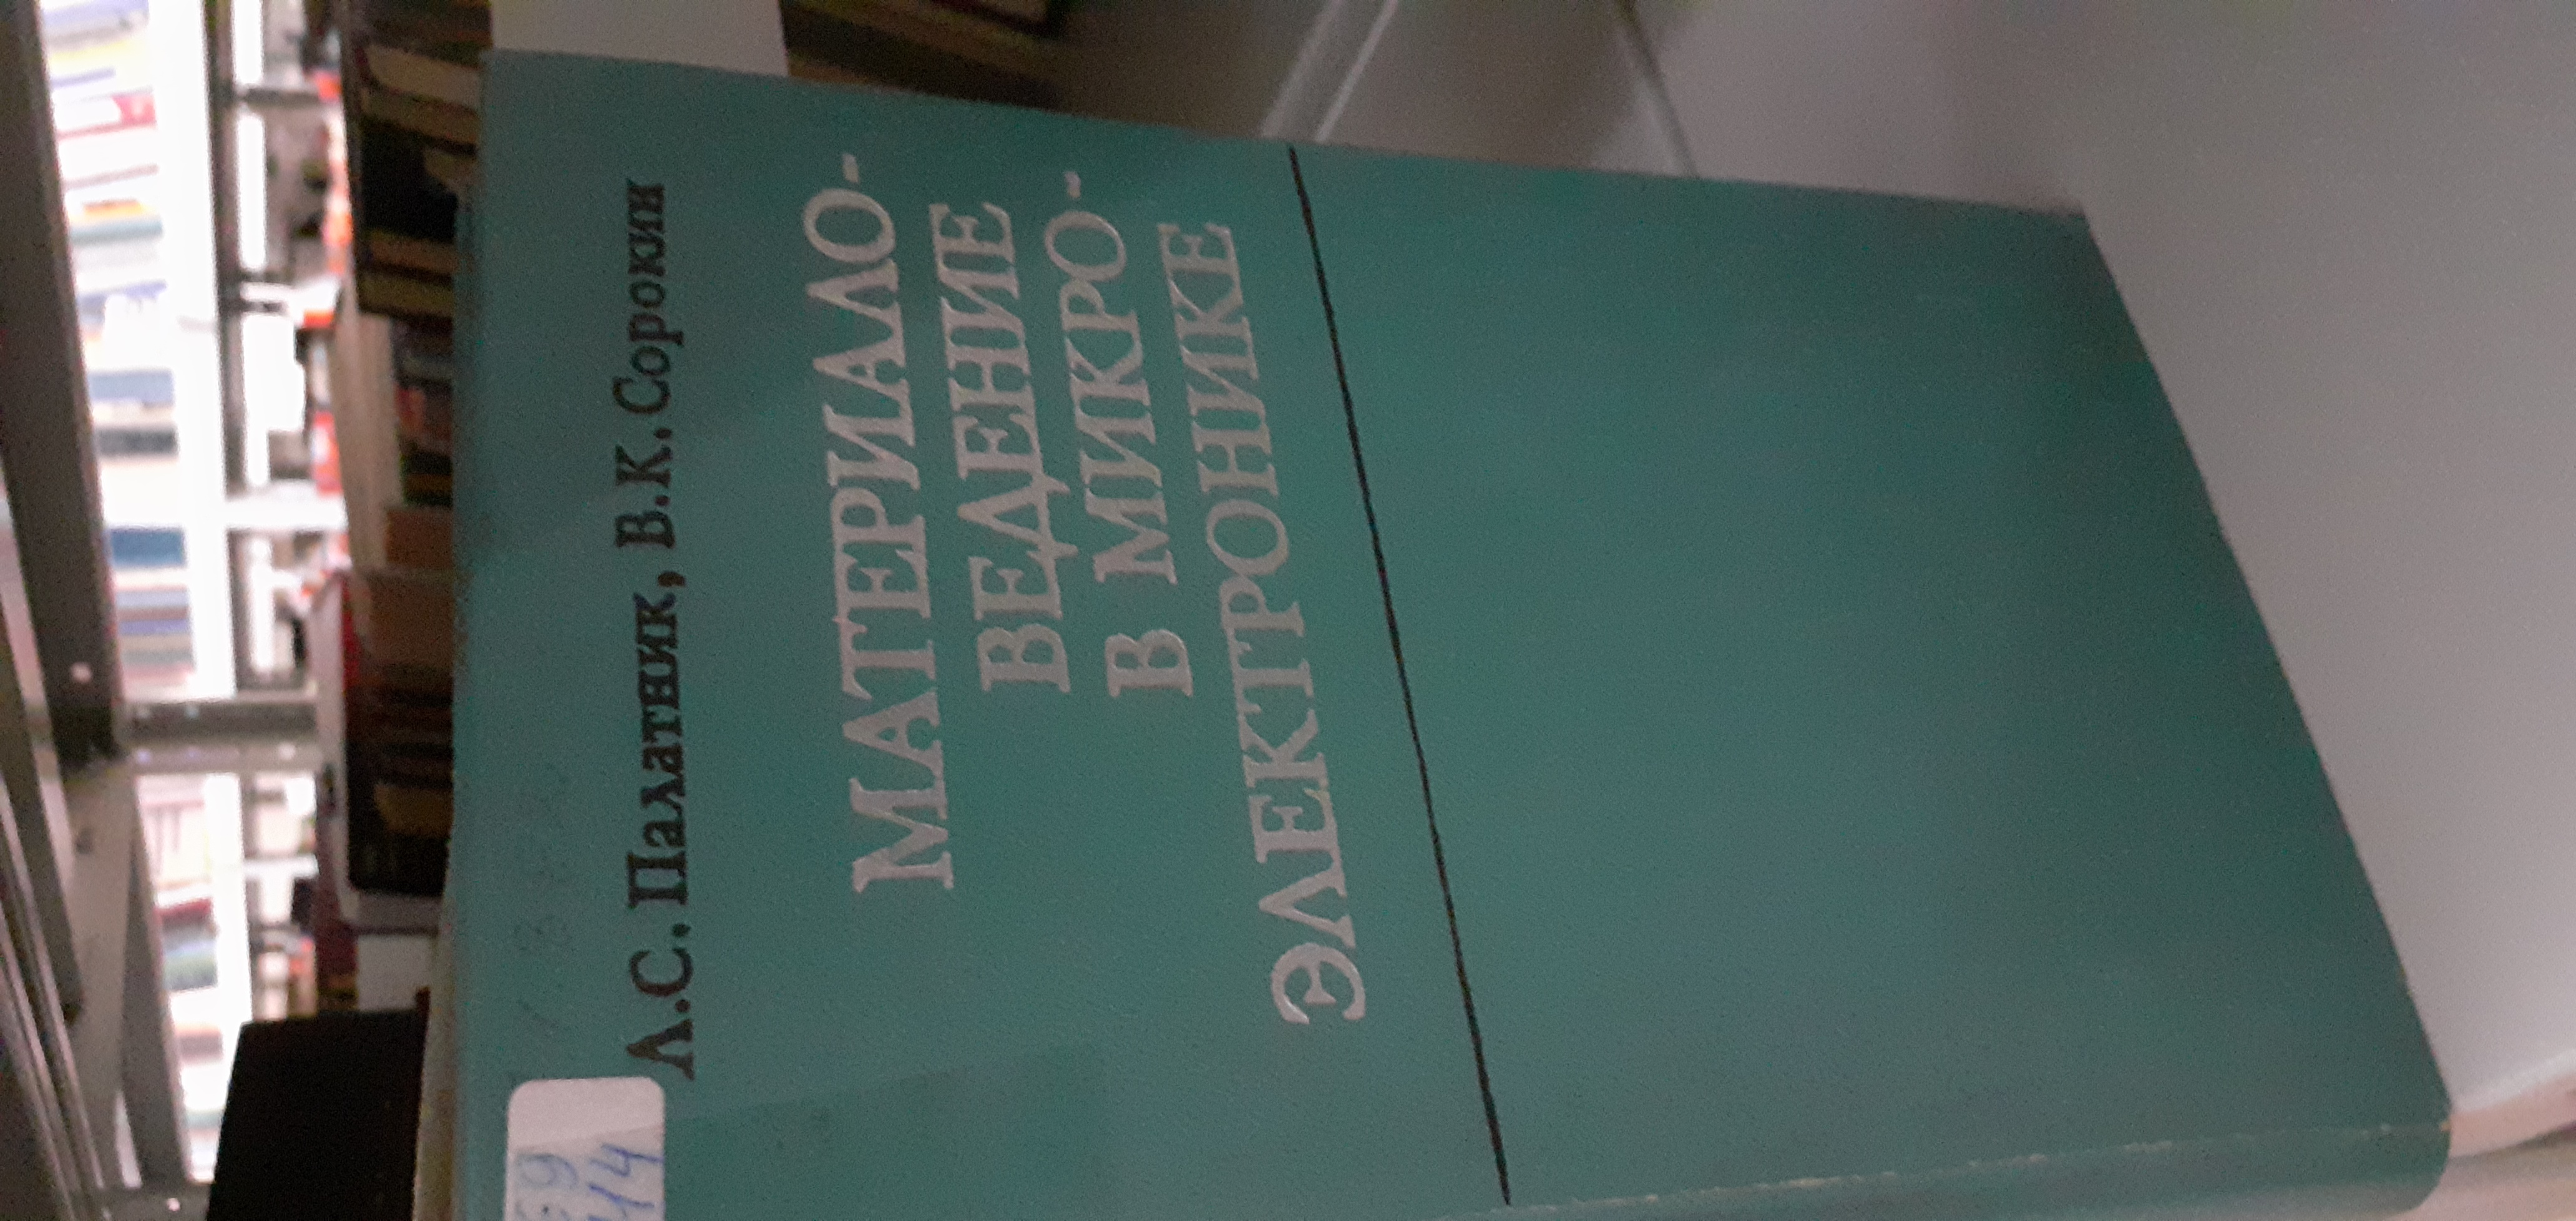 Л.С. Палатник, В.К. Сорокин
МАТЕРИАЛО-
ВЕДЕНИЕ
В МИКРО-
ЭЛЕКТРОНИКЕ